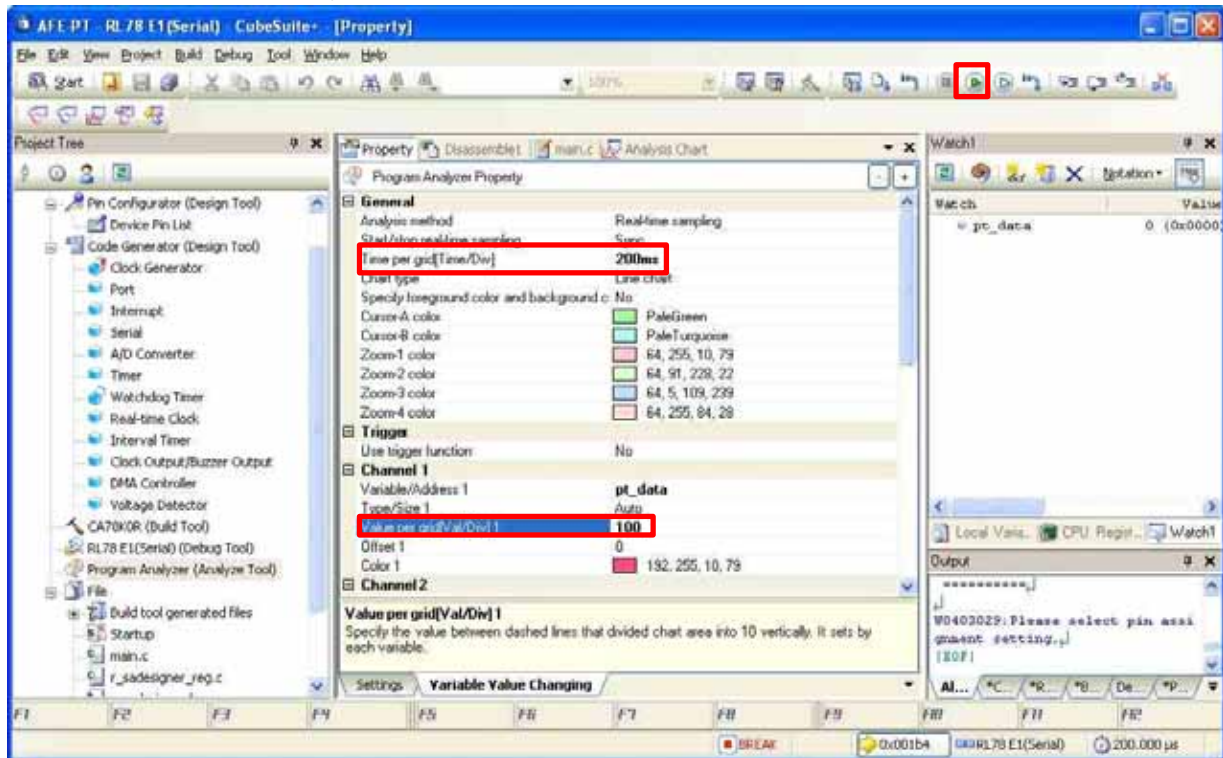 AFE-PT - RL78 E1(Serial) - CubeSuite+ - [Property]
File Edit View Project Build Debug Tool Window Help
Start 100%
Project Tree
Pin Configurator (Design Tool)
Device Pin List
Code Generator (Design Tool)
Clock Generator
Port
Interrupt
Serial
A/D Converter
Timer
Watchdog Timer
Real-time Clock
Interval Timer
Clock Output/Buzzer Output
DMA Controller
Voltage Detector
CA78K0R (Build Tool)
RL78 E1(Serial) (Debug Tool)
Program Analyzer (Analyze Tool)
File
Build tool generated files
Startup
main.c
r_sadesigner_reg.c
Property Disassemble1 main.c Analysis Chart
Program Analyzer Property
General
Analysis method Real-time sampling
Start/stop real-time sampling Sync
Time per grid[Time/Div] 200ms
Chart type Line chart
Specify foreground color and background c No
Cursor-A color PaleGreen
Cursor-B color PaleTurquoise
Zoom-1 color 64, 255, 10, 79
Zoom-2 color 64, 91, 228, 22
Zoom-3 color 64, 5, 109, 239
Zoom-4 color 64, 255, 84, 28
Trigger
Use trigger function No
Channel 1
Variable/Address 1 pt_data
Type/Size 1 Auto
Value per grid[Val/Div] 1 100
Offset 1 0
Color 1 192, 255, 10, 79
Channel 2
Value per grid[Val/Div] 1
Specify the value between dashed lines that divided chart area into 10 vertically. It sets by
each variable.
Settings Variable Value Changing
Watch1
Notation
Watch Value
pt_data 0 (0x0000
Local Varia... CPU Regist... Watch1
Output
==========
W0403029:Please select pin assi
gnment setting.
[EOF]
Al... *C... *R... *B... De... *P...
F1 F2 F3 F4 F5 F6 F7 F8 F9 F10 F11 F12
BREAK 0x001b4 RL78 E1(Serial) 200.000 µs